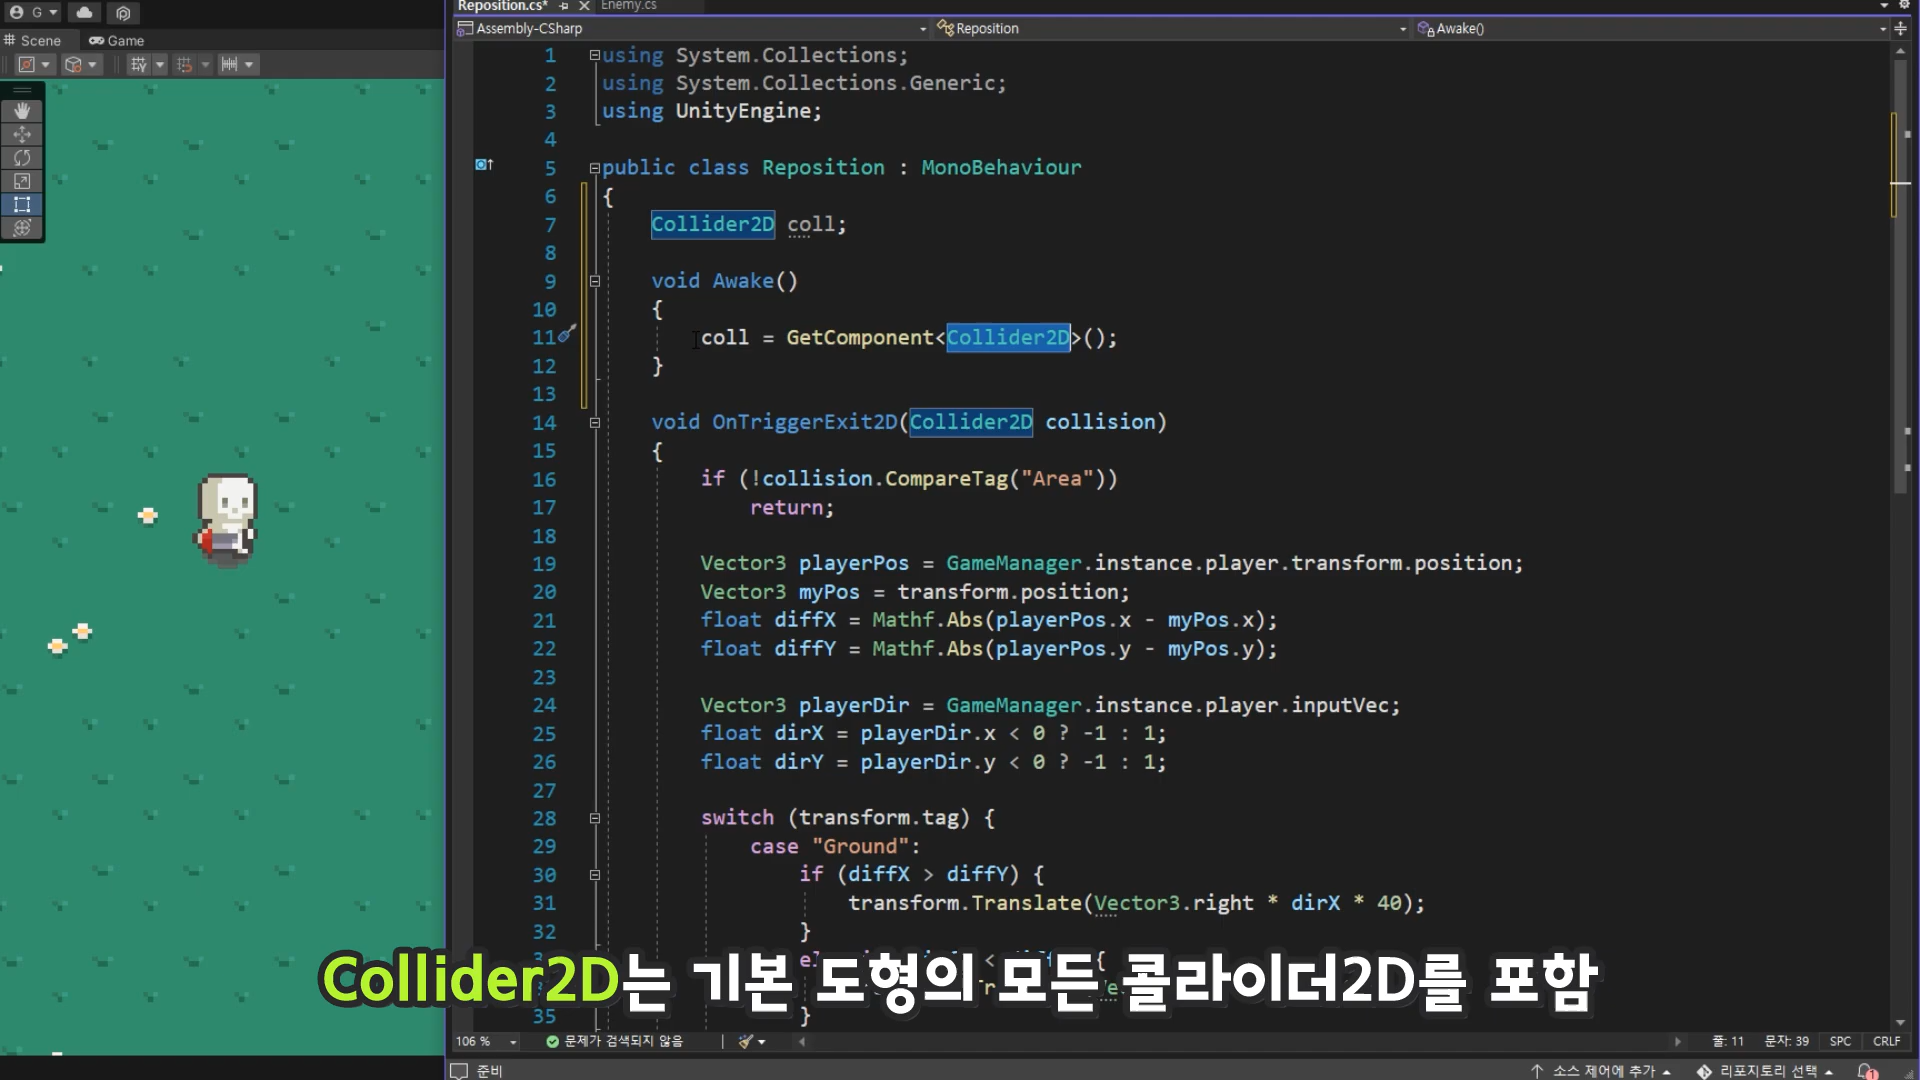 G
Reposition.cs*
Enemy.cs
Scene
Game
Assembly-CSharp
Reposition
Awake()
1 using System.Collections;
2 using System.Collections.Generic;
3 using UnityEngine;
4
5 public class Reposition : MonoBehaviour
6 {
7 Collider2D coll;
8
9 void Awake()
10 {
11 coll = GetComponent<Collider2D>();
12 }
13
14 void OnTriggerExit2D(Collider2D collision)
15 {
16 if (!collision.CompareTag("Area"))
17 return;
18
19 Vector3 playerPos = GameManager.instance.player.transform.position;
20 Vector3 myPos = transform.position;
21 float diffX = Mathf.Abs(playerPos.x - myPos.x);
22 float diffY = Mathf.Abs(playerPos.y - myPos.y);
23
24 Vector3 playerDir = GameManager.instance.player.inputVec;
25 float dirX = playerDir.x < 0 ? -1 : 1;
26 float dirY = playerDir.y < 0 ? -1 : 1;
27
28 switch (transform.tag) {
29 case "Ground":
30 if (diffX > diffY) {
31 transform.Translate(Vector3.right * dirX * 40);
32 }
Collider2D는 기본 도형의 모든 콜라이더2D를 포함
35 }
106 %
문제가 검색되지 않음
줄: 11
문자: 39
SPC
CRLF
준비
소스 제어에 추가
리포지토리 선택
1